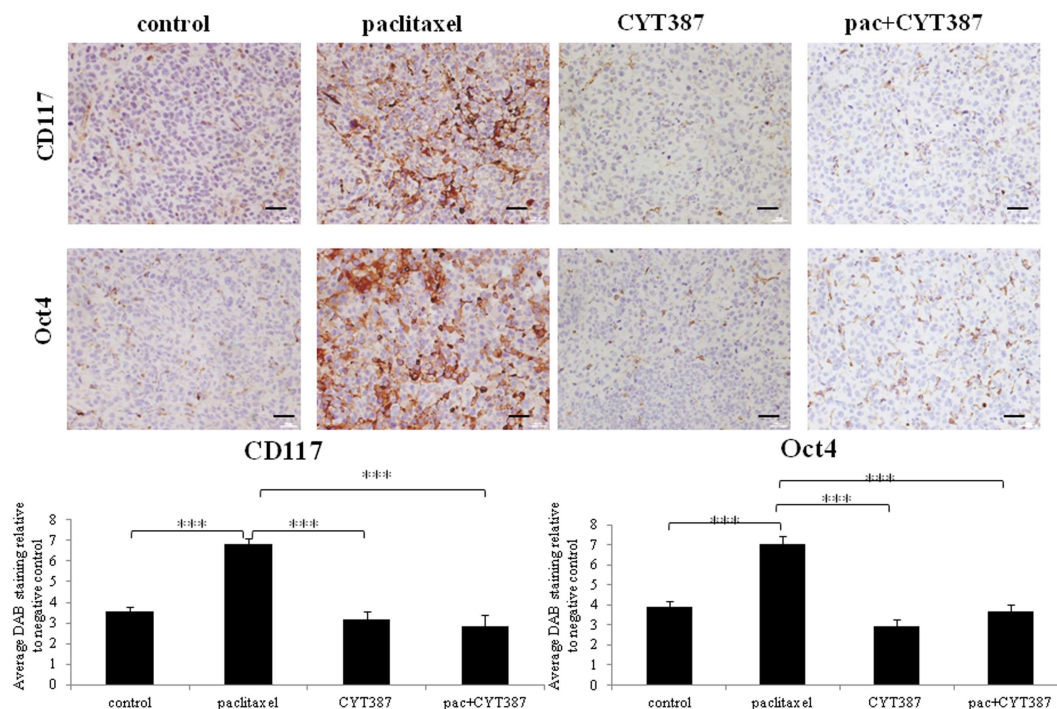 control paclitaxel CYT387 pac+CYT387
CD117
Oct4
CD117
Average DAB staining relative
to negative control
8
7
6
5
4
3
2
1
0
***
***
***
control paclitaxel CYT387 pac+CYT387
Oct4
Average DAB staining relative
to negative control
8
7
6
5
4
3
2
1
0
***
***
***
control paclitaxel CYT387 pac+CYT387